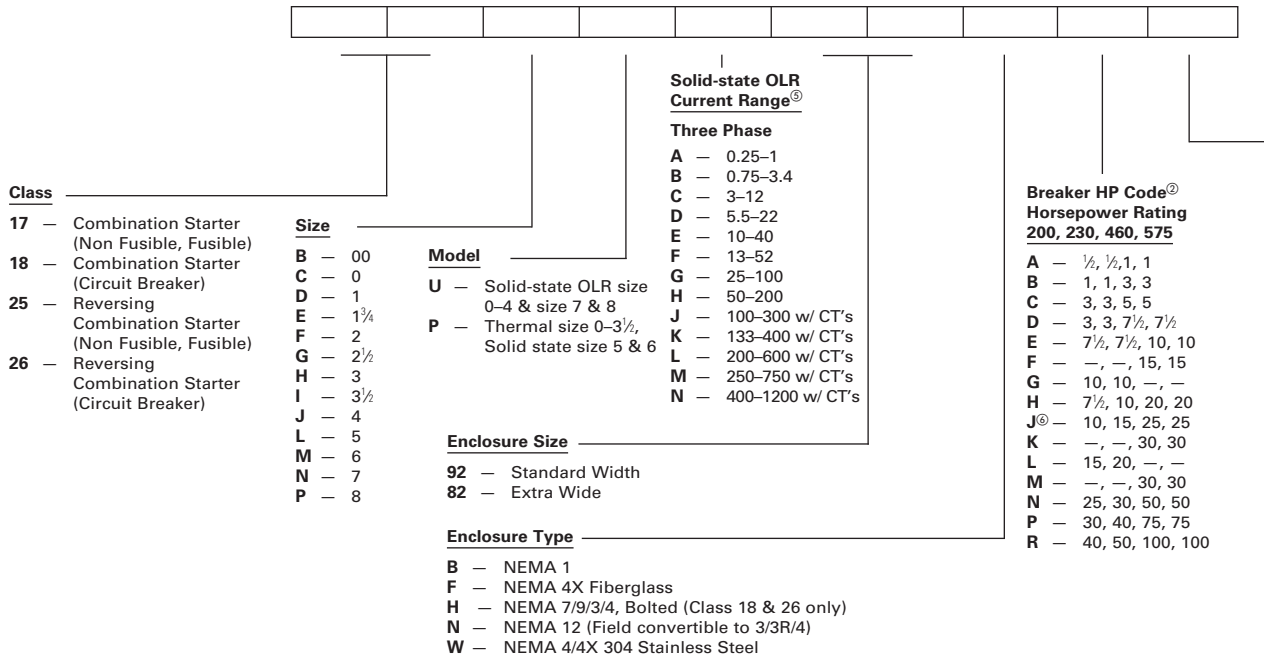 Class
17 — Combination Starter
(Non Fusible, Fusible)
18 — Combination Starter
(Circuit Breaker)
25 — Reversing
Combination Starter
(Non Fusible, Fusible)
26 — Reversing
Combination Starter
(Circuit Breaker)
Size
B — 00
C — 0
D — 1
E — 1¾
F — 2
G — 2½
H — 3
I — 3½
J — 4
L — 5
M — 6
N — 7
P — 8
Model
U — Solid-state OLR size
0–4 & size 7 & 8
P — Thermal size 0–3½,
Solid state size 5 & 6
Solid-state OLR
Current Range⑤
Three Phase
A — 0.25–1
B — 0.75–3.4
C — 3–12
D — 5.5–22
E — 10–40
F — 13–52
G — 25–100
H — 50–200
J — 100–300 w/ CT's
K — 133–400 w/ CT's
L — 200–600 w/ CT's
M — 250–750 w/ CT's
N — 400–1200 w/ CT's
Enclosure Size
92 — Standard Width
82 — Extra Wide
Enclosure Type
B — NEMA 1
F — NEMA 4X Fiberglass
H — NEMA 7/9/3/4, Bolted (Class 18 & 26 only)
N — NEMA 12 (Field convertible to 3/3R/4)
W — NEMA 4/4X 304 Stainless Steel
Breaker HP Code②
Horsepower Rating
200, 230, 460, 575
A — ½, ½,1, 1
B — 1, 1, 3, 3
C — 3, 3, 5, 5
D — 3, 3, 7½, 7½
E — 7½, 7½, 10, 10
F — —, —, 15, 15
G — 10, 10, —, —
H — 7½, 10, 20, 20
J⑥ — 10, 15, 25, 25
K — —, —, 30, 30
L — 15, 20, —, —
M — —, —, 30, 30
N — 25, 30, 50, 50
P — 30, 40, 75, 75
R — 40, 50, 100, 100